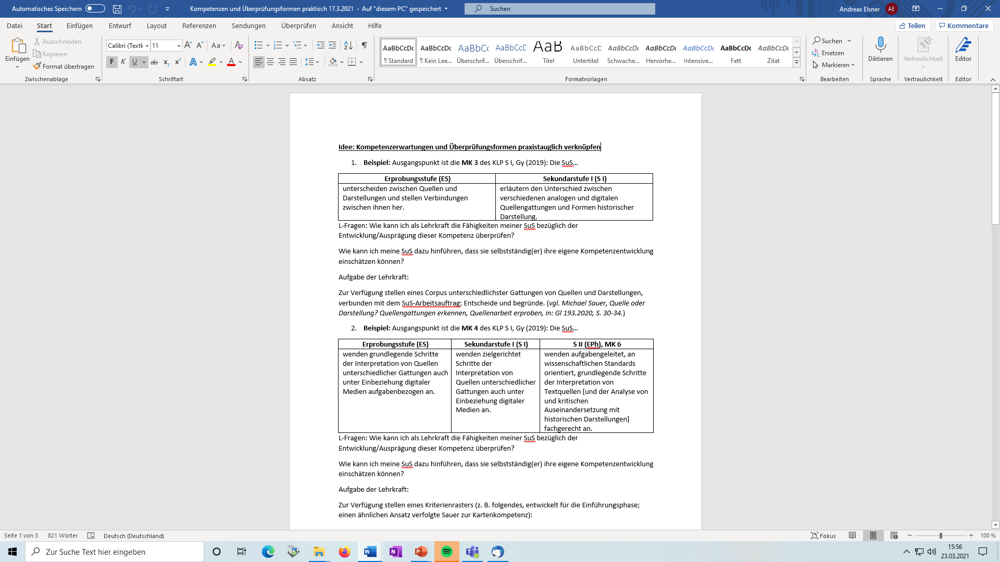 Automatisches Speichern
Kompetenzen und Überprüfungsformen praktisch 17.3.2021 - Auf "diesem PC" gespeichert
Suchen
Andreas Elsner AE
Datei Start Einfügen Entwurf Layout Referenzen Sendungen Überprüfen Ansicht Hilfe
Teilen Kommentare
Einfügen
Ausschneiden
Kopieren
Format übertragen
Zwischenablage
Calibri (Textk 11
Schriftart
Absatz
AaBbCcDc AaBbCcDc AaBbCc AaBbCcD AaB AaBbCcD AaBbCcDc AaBbCcDc AaBbCcDc AaBbCcDc AaBbCcDc
¶ Standard ¶ Kein Lee... Überschrif... Überschrif... Titel Untertitel Schwache... Hervorhe... Intensive... Fett Zitat
Formatvorlagen
Suchen
Ersetzen
Markieren
Bearbeiten
Diktieren
Sprache
Vertraulichkeit
Vertraulichkeit
Editor
Editor
Idee: Kompetenzerwartungen und Überprüfungsformen praxistauglich verknüpfen
1. Beispiel: Ausgangspunkt ist die MK 3 des KLP S I, Gy (2019): Die SuS...
Erprobungsstufe (ES)
unterscheiden zwischen Quellen und
Darstellungen und stellen Verbindungen
zwischen ihnen her.
Sekundarstufe I (S I)
erläutern den Unterschied zwischen
verschiedenen analogen und digitalen
Quellengattungen und Formen historischer
Darstellung.
L-Fragen: Wie kann ich als Lehrkraft die Fähigkeiten meiner SuS bezüglich der
Entwicklung/Ausprägung dieser Kompetenz überprüfen?
Wie kann ich meine SuS dazu hinführen, dass sie selbstständig(er) ihre eigene Kompetenzentwicklung
einschätzen können?
Aufgabe der Lehrkraft:
Zur Verfügung stellen eines Corpus unterschiedlichster Gattungen von Quellen und Darstellungen,
verbunden mit dem SuS-Arbeitsauftrag: Entscheide und begründe. (vgl. Michael Sauer, Quelle oder
Darstellung? Quellengattungen erkennen, Quellenarbeit erproben, in: Gl 193.2020, S. 30-34.)
2. Beispiel: Ausgangspunkt ist die MK 4 des KLP S I, Gy (2019): Die SuS...
Erprobungsstufe (ES)
wenden grundlegende Schritte
der Interpretation von Quellen
unterschiedlicher Gattungen auch
unter Einbeziehung digitaler
Medien aufgabenbezogen an.
Sekundarstufe I (S I)
wenden zielgerichtet
Schritte der
Interpretation von
Quellen unterschiedlicher
Gattungen auch unter
Einbeziehung digitaler
Medien an.
S II (EPh), MK 6
wenden aufgabengeleitet, an
wissenschaftlichen Standards
orientiert, grundlegende Schritte
der Interpretation von
Textquellen [und der Analyse von
und kritischen
Auseinandersetzung mit
historischen Darstellungen]
fachgerecht an.
L-Fragen: Wie kann ich als Lehrkraft die Fähigkeiten meiner SuS bezüglich der
Entwicklung/Ausprägung dieser Kompetenz überprüfen?
Wie kann ich meine SuS dazu hinführen, dass sie selbstständig(er) ihre eigene Kompetenzentwicklung
einschätzen können?
Aufgabe der Lehrkraft:
Zur Verfügung stellen eines Kriterienrasters (z. B. folgendes, entwickelt für die Einführungsphase;
einen ähnlichen Ansatz verfolgte Sauer zur Kartenkompetenz):
Seite 1 von 3 821 Wörter Deutsch (Deutschland)
Fokus 100 %
Zur Suche Text hier eingeben
15:56
23.03.2021